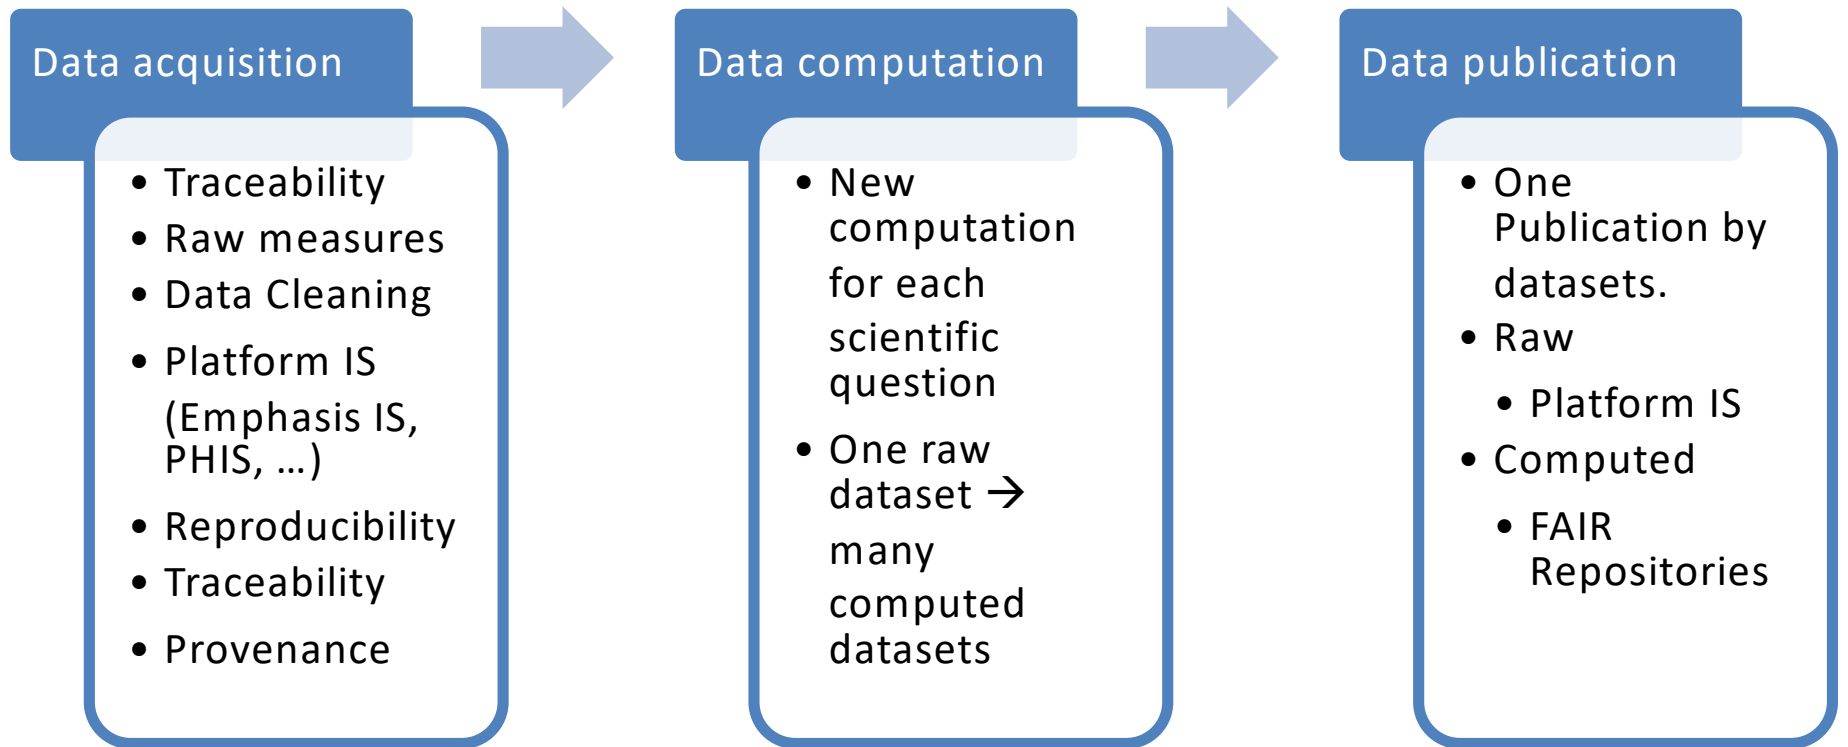 Data acquisition
• Traceability
• Raw measures
• Data Cleaning
• Platform IS
(Emphasis IS,
PHIS, …)
• Reproducibility
• Traceability
• Provenance
Data computation
• New
computation
for each
scientific
question
• One raw
dataset →
many
computed
datasets
Data publication
• One
Publication by
datasets.
• Raw
• Platform IS
• Computed
• FAIR
Repositories